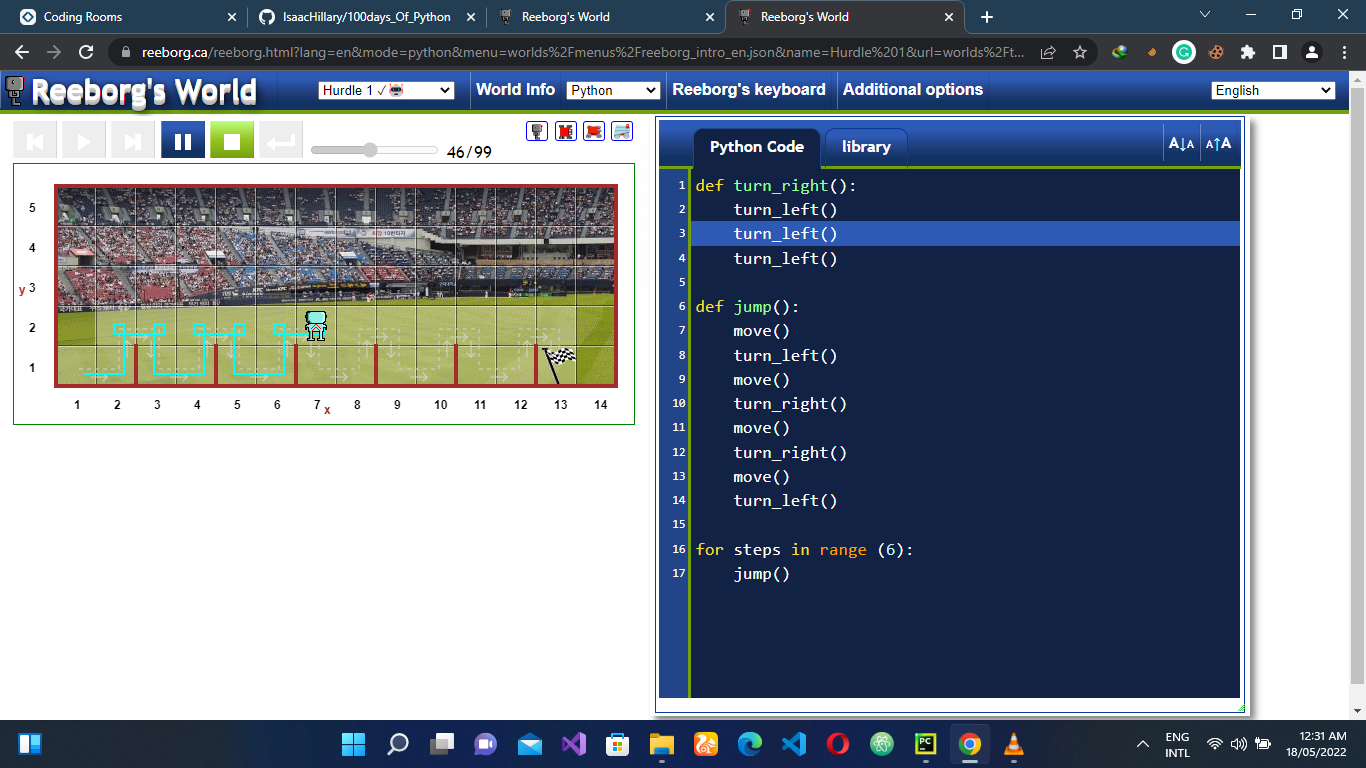 Coding Rooms
IsaacHillary/100days_Of_Python
Reeborg's World
Reeborg's World
reeborg.ca/reeborg.html?lang=en&mode=python&menu=worlds%2Fmenus%2Freeborg_intro_en.json&name=Hurdle%201&url=worlds%2Ft...
Reeborg's World
Hurdle 1 ✓
World Info
Python
Reeborg's keyboard
Additional options
English
46/99
5
4
y 3
2
1
1 2 3 4 5 6 7 x 8 9 10 11 12 13 14
Python Code
library
A↓A
A↑A
1 def turn_right():
2 turn_left()
3 turn_left()
4 turn_left()
5
6 def jump():
7 move()
8 turn_left()
9 move()
10 turn_right()
11 move()
12 turn_right()
13 move()
14 turn_left()
15
16 for steps in range (6):
17 jump()
ENG
INTL
12:31 AM
18/05/2022